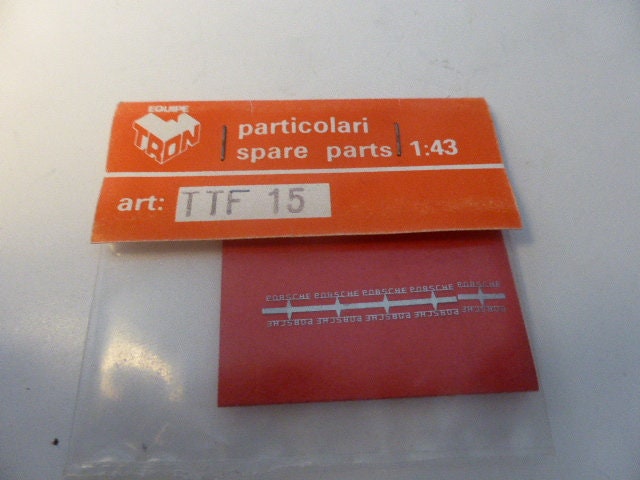 EQUIPE
TRON
particolari
spare parts 1:43
art: TTF 15
PORSCHE PORSCHE PORSCHE PORSCHE PORSCHE
PORSCHE PORSCHE PORSCHE PORSCHE PORSCHE